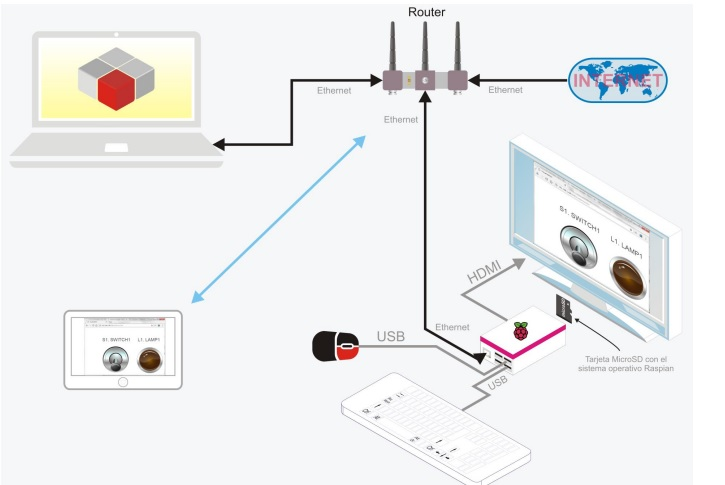 Router
Ethernet
Ethernet
INTERNET
Ethernet
S1. SWITCH1
L1. LAMP1
HDMI
microSD
Ethernet
USB
S1. SWITCH1
L1. LAMP1
Tarjeta MicroSD con el
sistema operativo Raspian
USB